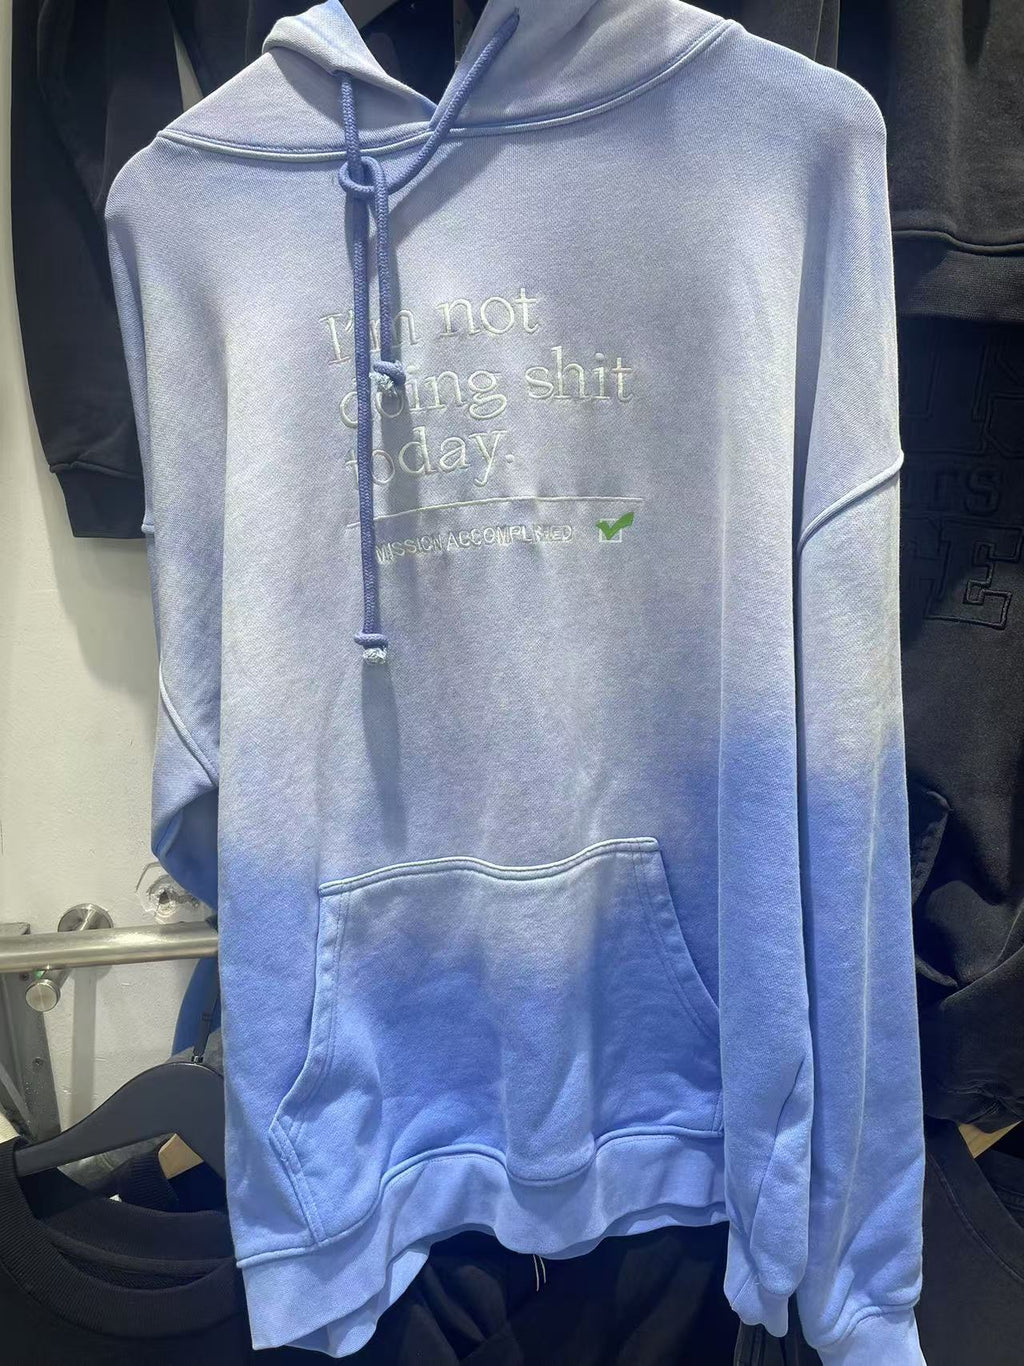 I'm not
doing shit
today.
MISSION ACCOMPLISHED